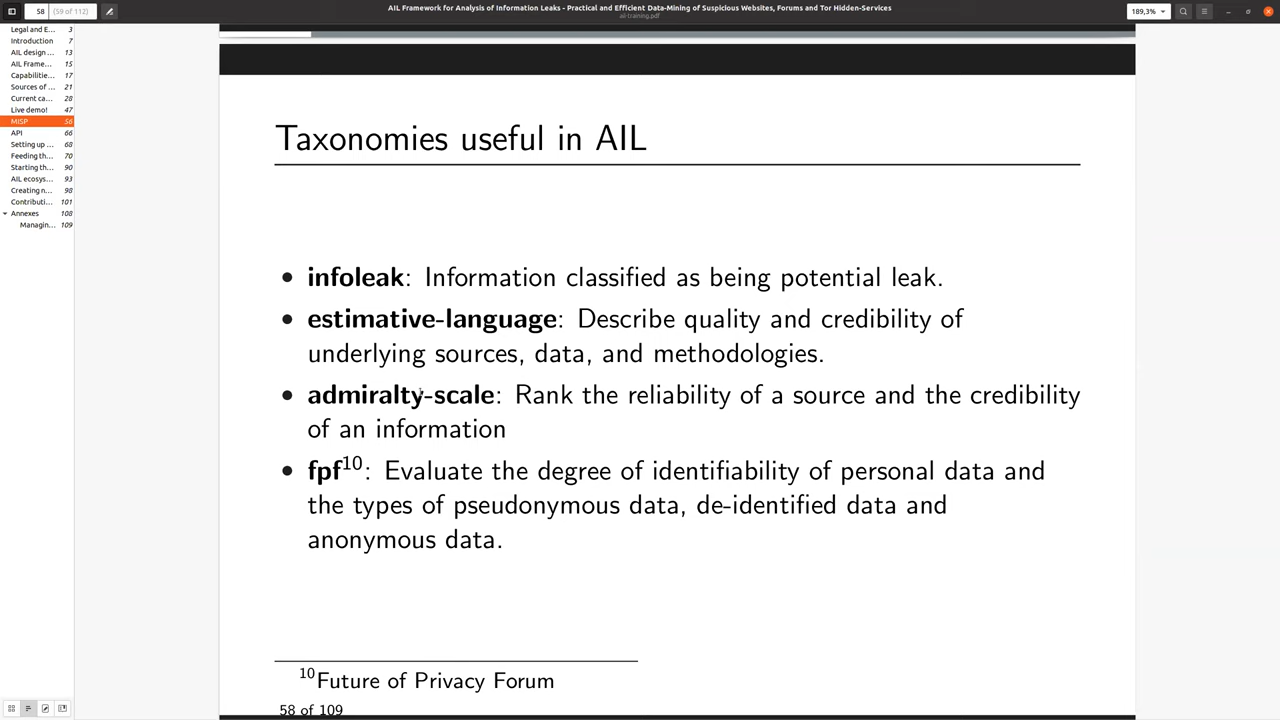 AIL Framework for Analysis of Information Leaks - Practical and Efficient Data-Mining of Suspicious Websites, Forums and Tor Hidden-Services
ail-training.pdf
58 (59 of 112)
189,3%
Legal and E... 3
Introduction 7
AIL design ... 13
AIL Frame... 15
Capabilitie... 17
Sources of ... 21
Current ca... 28
Live demo! 47
MISP 56
API 66
Setting up ... 68
Feeding th... 70
Starting th... 90
AIL ecosys... 93
Creating n... 98
Contributi... 101
Annexes 108
Managin... 109
Taxonomies useful in AIL
• infoleak: Information classified as being potential leak.
• estimative-language: Describe quality and credibility of
underlying sources, data, and methodologies.
• admiralty-scale: Rank the reliability of a source and the credibility
of an information
• fpf10: Evaluate the degree of identifiability of personal data and
the types of pseudonymous data, de-identified data and
anonymous data.
10Future of Privacy Forum
58 of 109